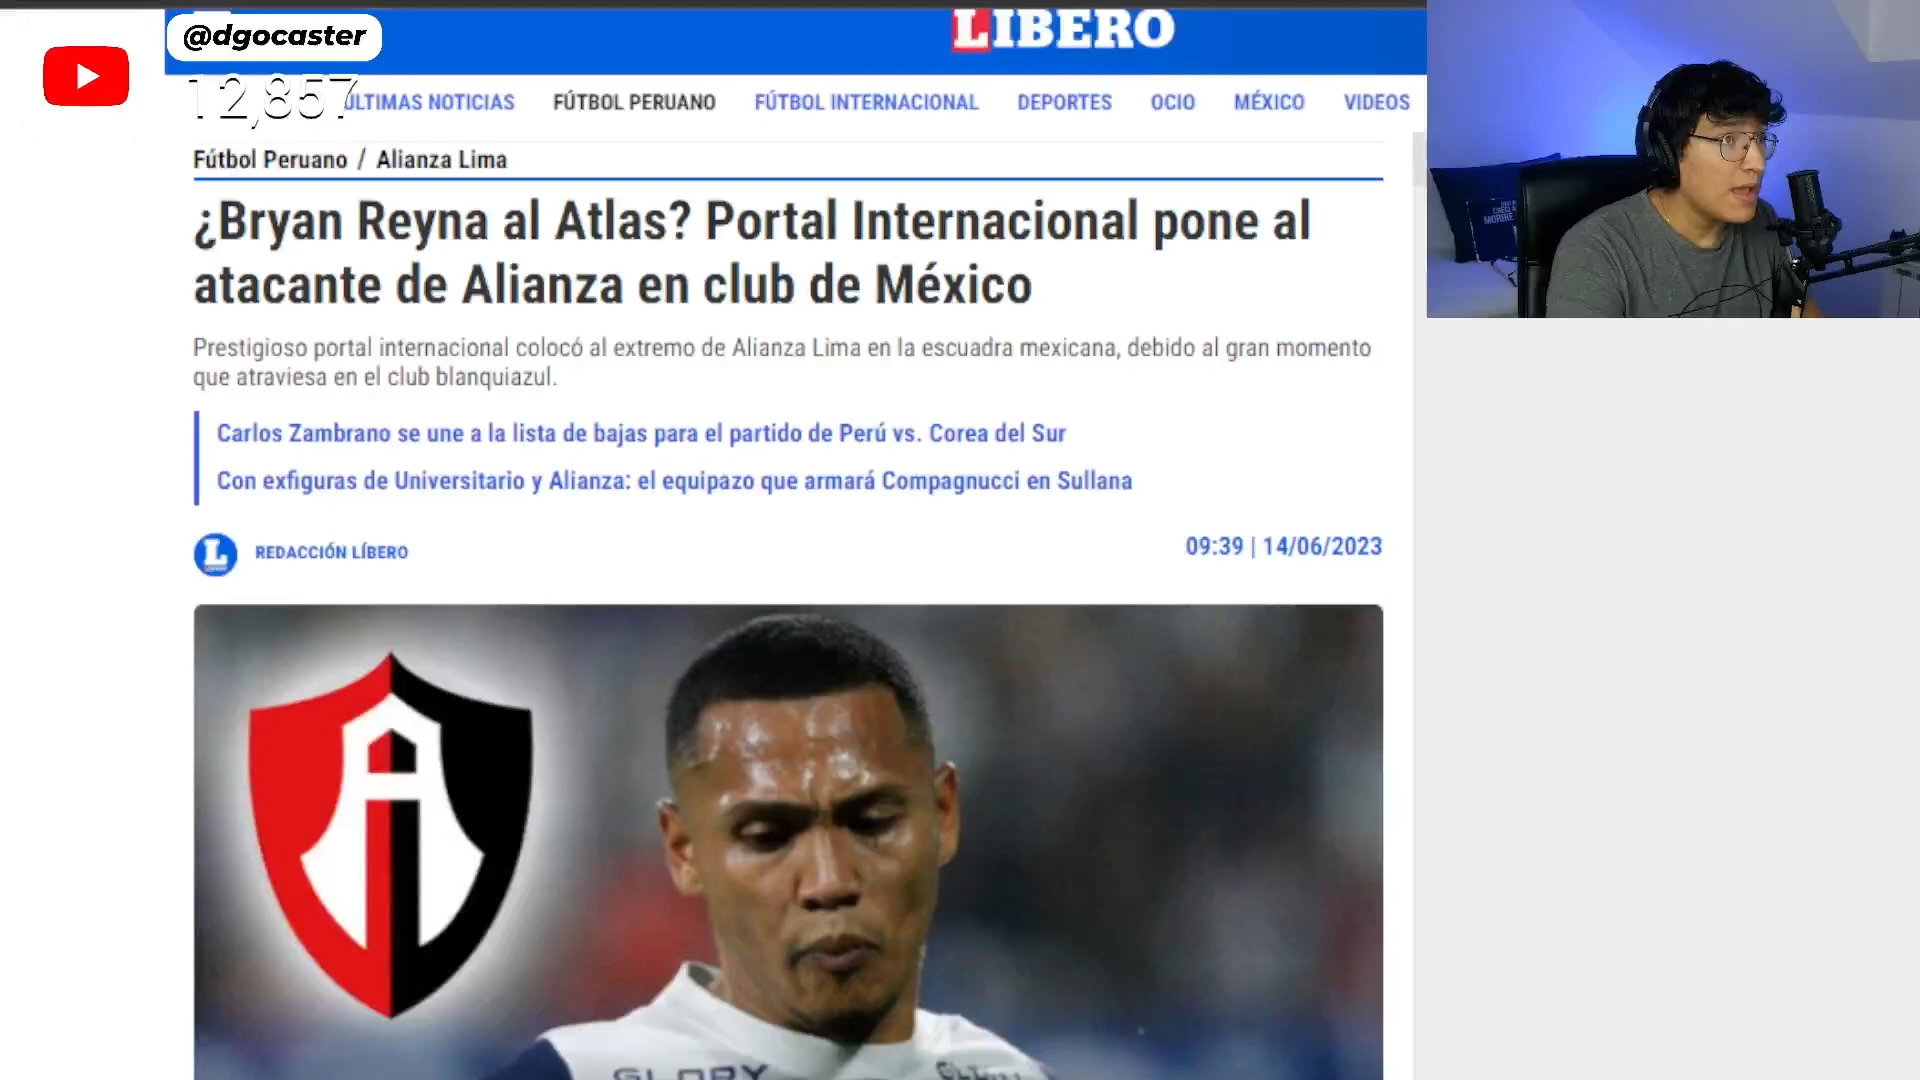 @dgocaster
12,857
LIBERO
ÚLTIMAS NOTICIAS FÚTBOL PERUANO FÚTBOL INTERNACIONAL DEPORTES OCIO MÉXICO VIDEOS
Fútbol Peruano / Alianza Lima
¿Bryan Reyna al Atlas? Portal Internacional pone al
atacante de Alianza en club de México
Prestigioso portal internacional colocó al extremo de Alianza Lima en la escuadra mexicana, debido al gran momento
que atraviesa en el club blanquiazul.
Carlos Zambrano se une a la lista de bajas para el partido de Perú vs. Corea del Sur
Con exfiguras de Universitario y Alianza: el equipazo que armará Compagnucci en Sullana
L REDACCIÓN LÍBERO
09:39 | 14/06/2023
A
GLORY